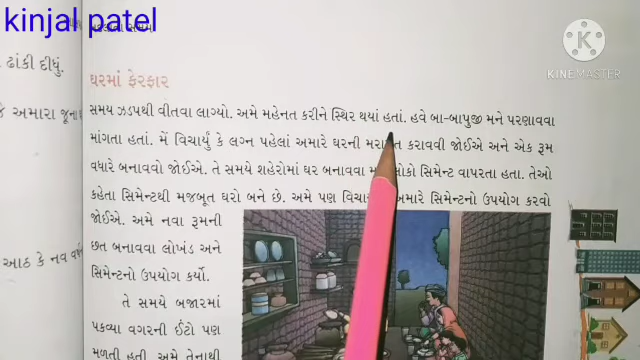 kinjal patel
KINEMASTER
ઢાંકી દીધું.
અમારા જૂના
આઠ કે નવ
ઘરમાં ફેરફાર
સમય ઝડપથી વીતવા લાગ્યો. અમે મહેનત કરીને સ્થિર થયાં હતાં. હવે બા-બાપુજી મને પરણાવવા
માંગતા હતાં. મેં વિચાર્યું કે લગ્ન પહેલાં અમારે ઘરની કરાવવી જોઈએ અને એક રૂમ
વધારે બનાવવો જોઈએ. તે સમયે શહેરોમાં ઘર બનાવવા લોકો સિમેન્ટ વાપરતા હતા. તેઓ
કહેતા સિમેન્ટથી મજબૂત ઘરો બને છે. અમે પણ અમારે સિમેન્ટનો ઉપયોગ કરવો
જોઈએ. અમે નવા રૂમની
છત બનાવવા લોખંડ અને
સિમેન્ટનો ઉપયોગ કર્યો.
તે સમયે બજારમાં
પકવ્યા વગરની ઈંટો પણ
મળતી હતી. અમે તેનાથી